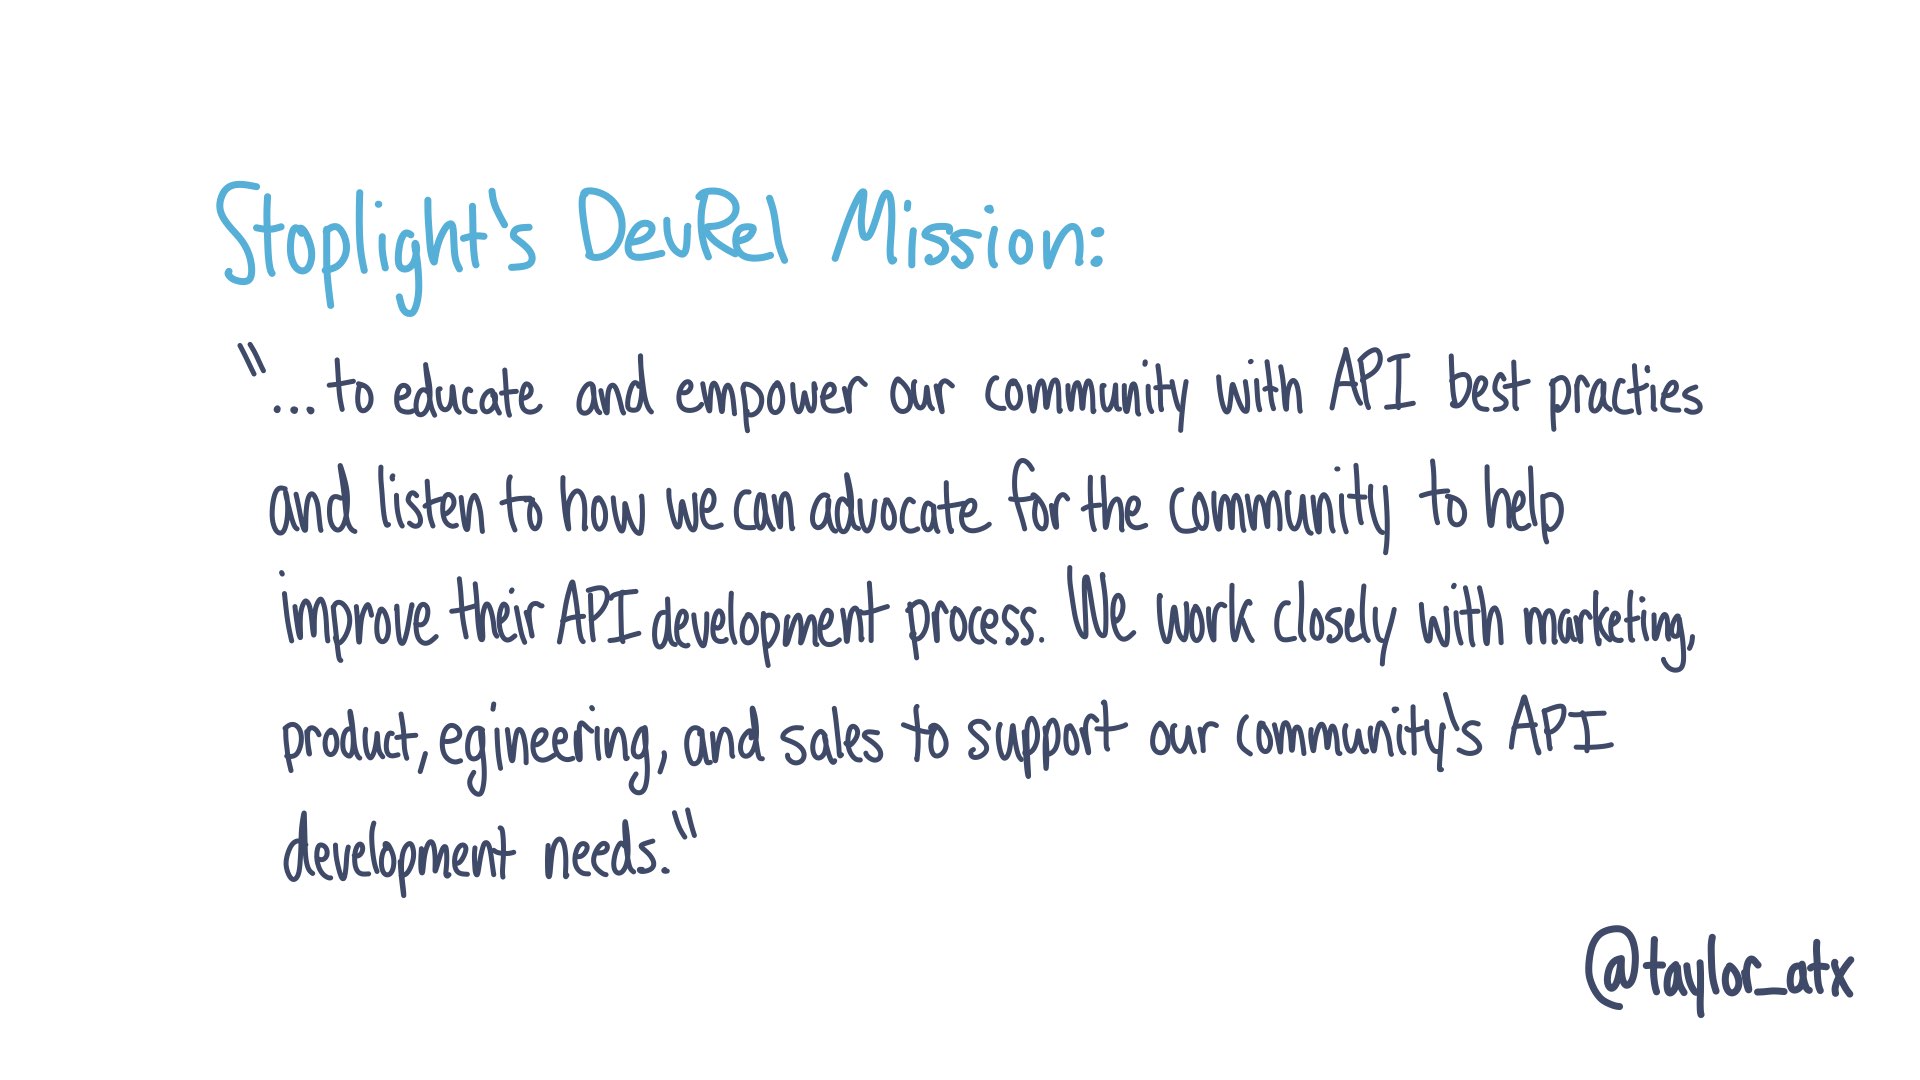 Stoplight's DevRel Mission:
"...to educate and empower our community with API best practies
and listen to how we can advocate for the community to help
improve their API development process. We work closely with marketing,
product, egineering, and sales to support our community's API
development needs."
@taylor_atx